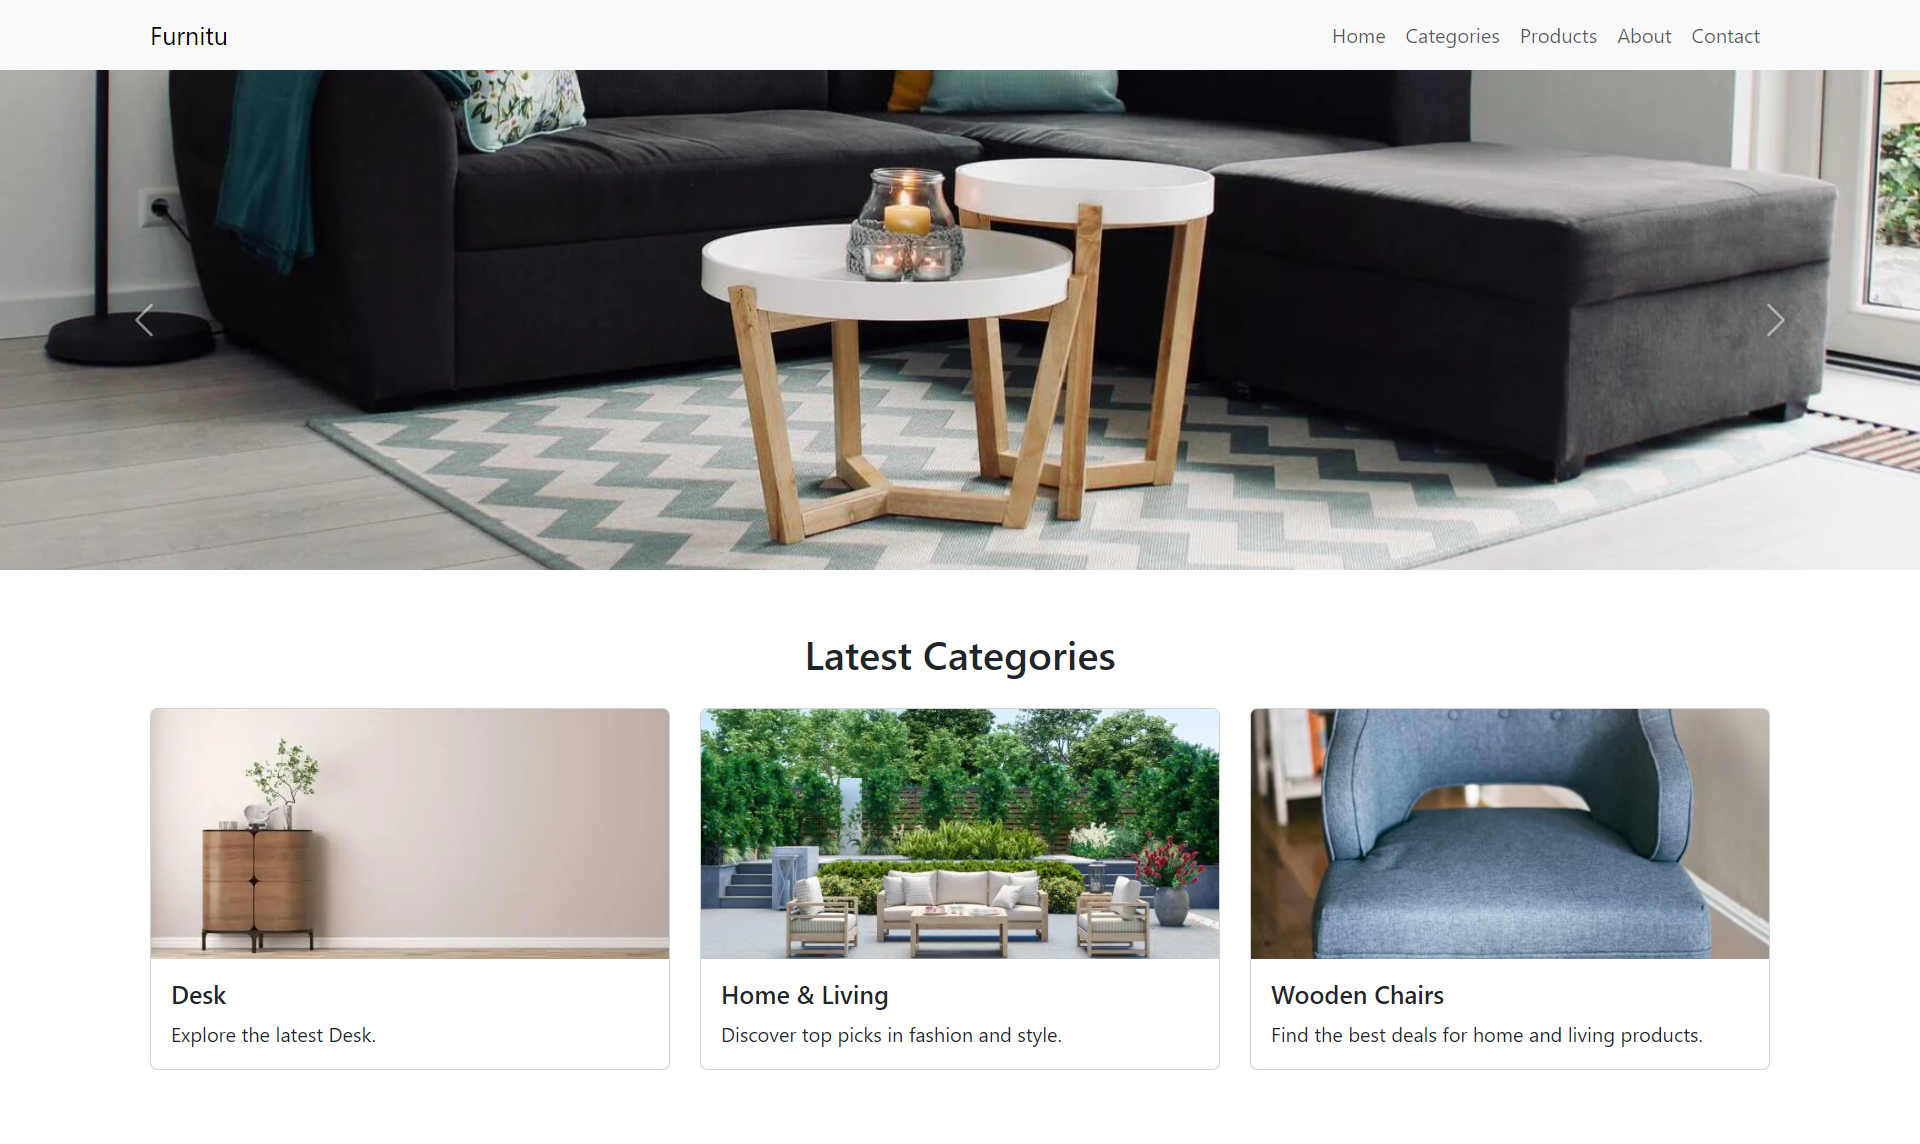 Furnitu
Home Categories Products About Contact
Latest Categories
Desk
Explore the latest Desk.
Home & Living
Discover top picks in fashion and style.
Wooden Chairs
Find the best deals for home and living products.